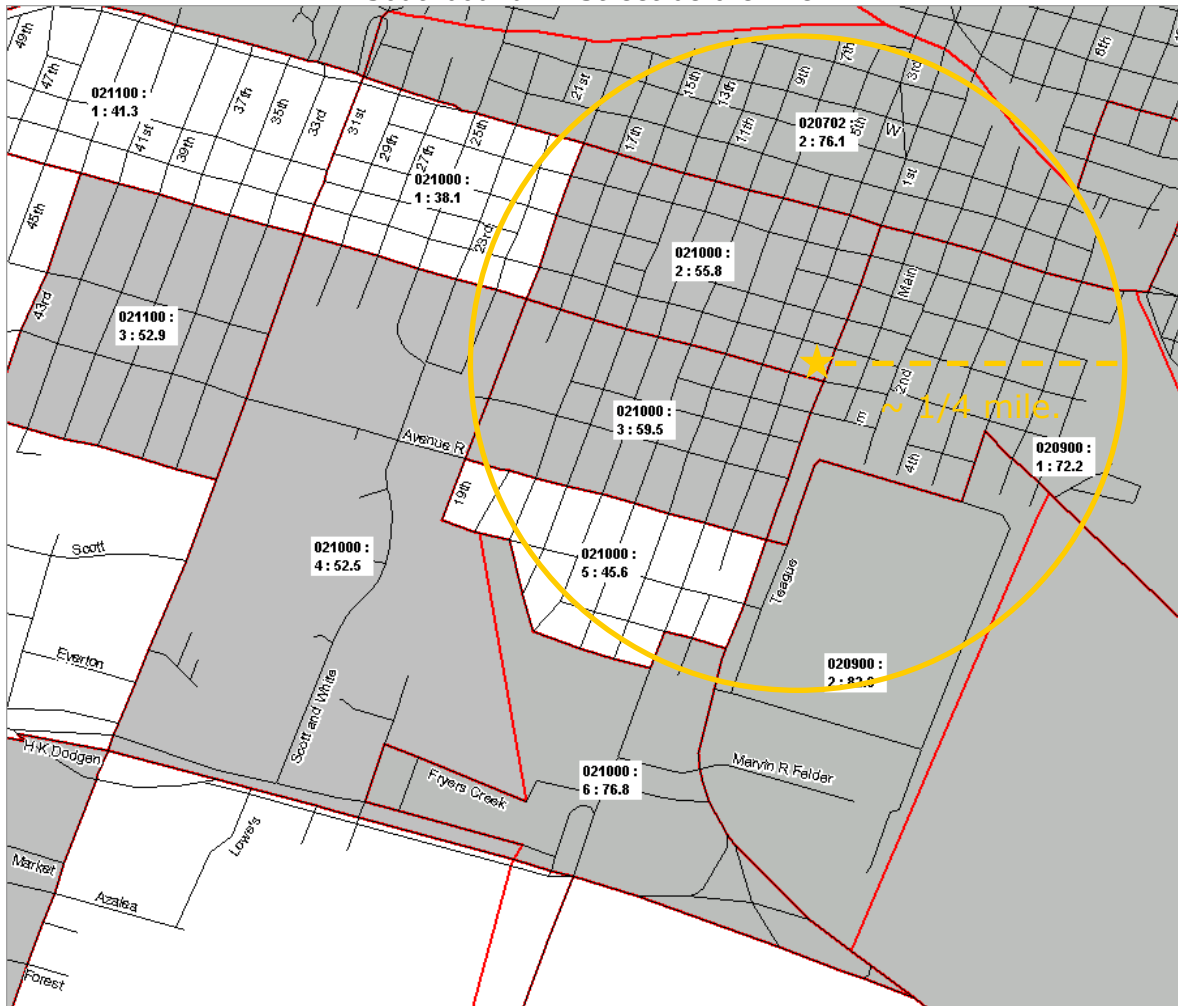 49th
47th
021100 :
1 : 41.3
41st
39th
37th
35th
33rd
31st
29th
27th
25th
021000 :
1 : 38.1
23rd
21st
17th
15th
13th
11th
9th
7th
3rd
6th
020702 :
2 : 76.1
5th
W
1st
45th
43rd
021100 :
3 : 52.9
021000 :
2 : 55.8
Main
2nd
~ 1/4 mile.
m
4th
021000 :
3 : 59.5
020900 :
1 : 72.2
Avenue R
19th
021000 :
4 : 52.5
021000 :
5 : 45.6
Teague
Scott
Everton
Scott and White
020900 :
H K Dodgen
Fryers Creek
021000 :
6 : 76.8
Marvin R Felder
Lowe's
Market
Azalea
Forest